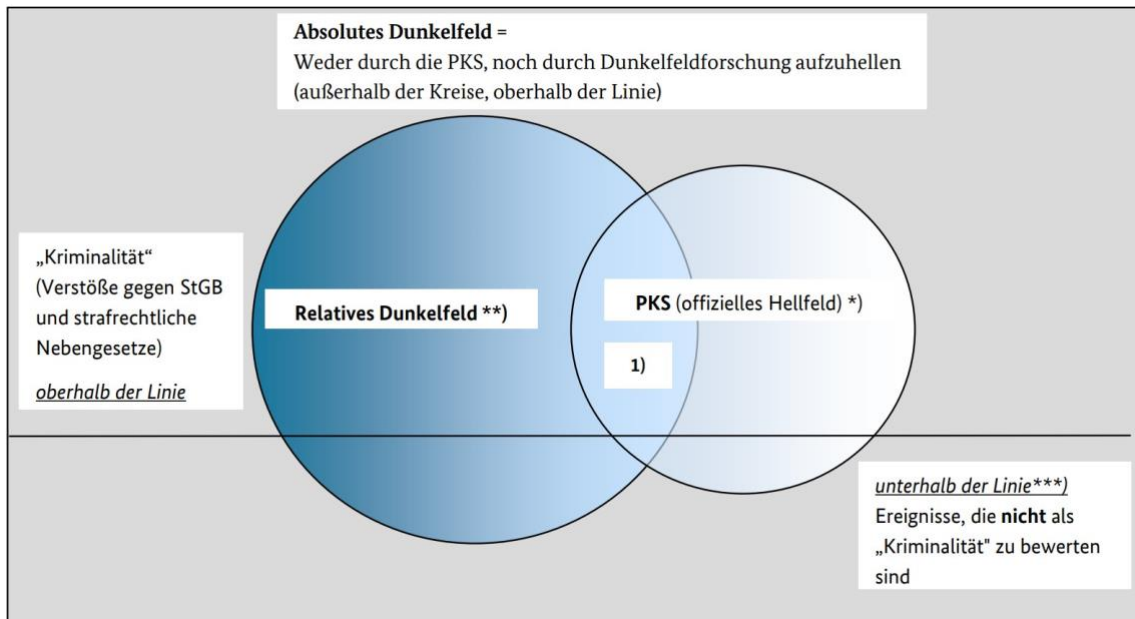 Absolutes Dunkelfeld =
Weder durch die PKS, noch durch Dunkelfeldforschung aufzuhellen
(außerhalb der Kreise, oberhalb der Linie)
„Kriminalität“
(Verstöße gegen StGB
und strafrechtliche
Nebengesetze)
oberhalb der Linie
Relatives Dunkelfeld **)
PKS (offizielles Hellfeld) *)
1)
unterhalb der Linie***)
Ereignisse, die nicht als
„Kriminalität" zu bewerten
sind